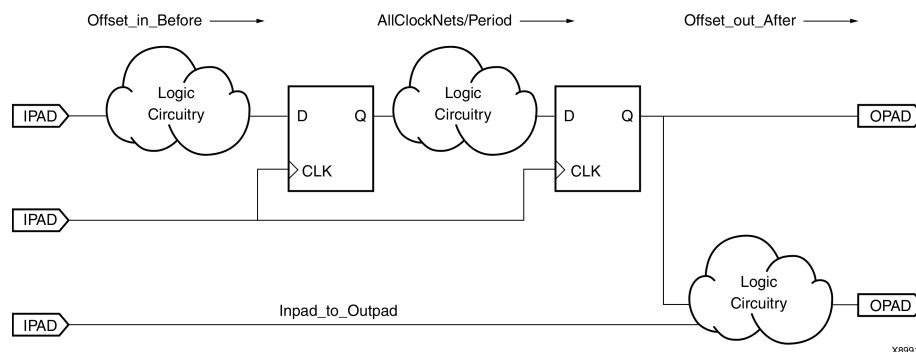 Offset_in_Before
AllClockNets/Period
Offset_out_After
Logic
Circuitry
Logic
Circuitry
IPAD
D
Q
D
Q
OPAD
CLK
CLK
IPAD
Logic
Circuitry
Inpad_to_Outpad
OPAD
IPAD